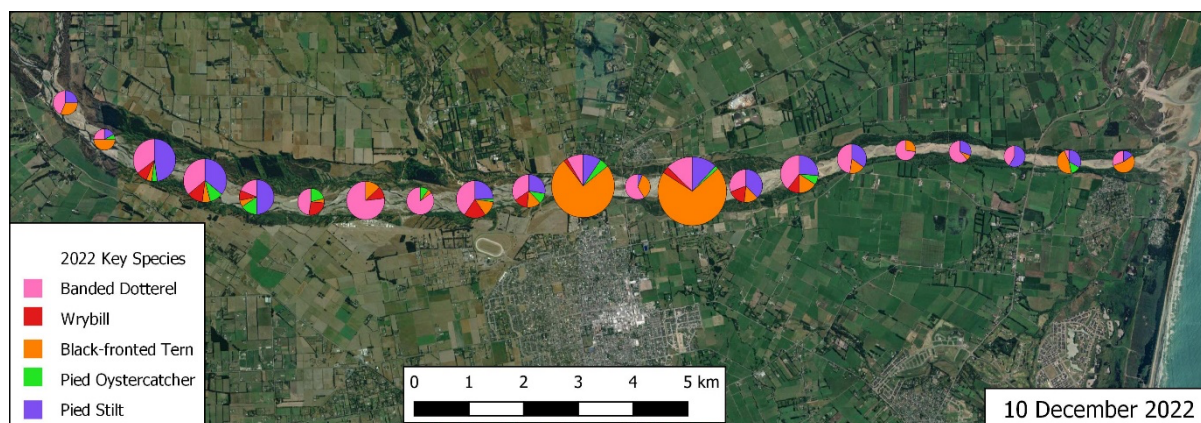 2022 Key Species
Banded Dotterel
Wrybill
Black-fronted Tern
Pied Oystercatcher
Pied Stilt
0 1 2 3 4 5 km
10 December 2022